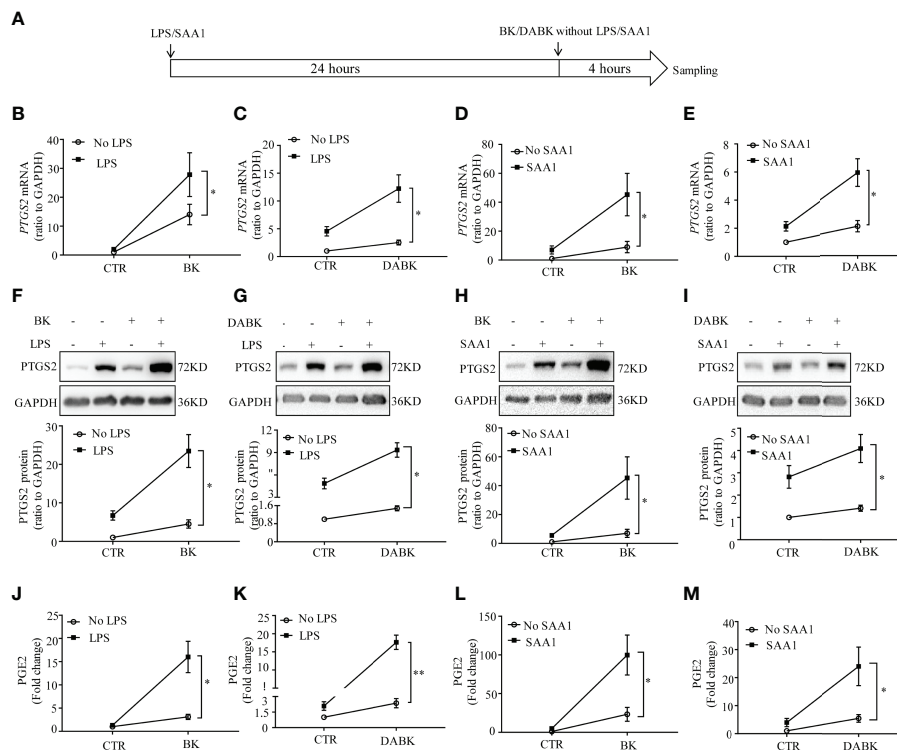 A
LPS/SAA1
BK/DABK without LPS/SAA1
24 hours
4 hours
Sampling
B
No LPS
LPS
PTGS2 mRNA
(ratio to GAPDH)
40
30
20
10
0
*
CTR
BK
C
No LPS
LPS
PTGS2 mRNA
(ratio to GAPDH)
20
15
10
5
0
*
CTR
DABK
D
No SAA1
SAA1
PTGS2 mRNA
(ratio to GAPDH)
80
60
40
20
0
*
CTR
BK
E
No SAA1
SAA1
PTGS2 mRNA
(ratio to GAPDH)
8
6
4
2
0
*
CTR
DABK
F
BK - - + +
LPS - + - +
PTGS2 72KD
GAPDH 36KD
No LPS
LPS
PTGS2 protein
(ratio to GAPDH)
30
20
10
0
*
CTR
BK
G
DABK - - + +
LPS - + - +
PTGS2 72KD
GAPDH 36KD
No LPS
LPS
PTGS2 protein
(ratio to GAPDH)
12
9
3
1.6
0.8
0
*
CTR
DABK
H
BK - - + +
SAA1 - + - +
PTGS2 72KD
GAPDH 36KD
No SAA1
SAA1
PTGS2 protein
(ratio to GAPDH)
80
60
40
20
0
*
CTR
BK
I
DABK - - + +
SAA1 - + - +
PTGS2 72KD
GAPDH 36KD
No SAA1
SAA1
PTGS2 protein
(ratio to GAPDH)
5
4
3
2
1
0
*
CTR
DABK
J
No LPS
LPS
PGE2
(Fold change)
25
20
15
10
5
0
*
CTR
BK
K
No LPS
LPS
PGE2
(Fold change)
25
20
15
10
1
3
1.5
0
**
CTR
DABK
L
No SAA1
SAA1
PGE2
(Fold change)
150
100
50
0
*
CTR
BK
M
No SAA1
SAA1
PGE2
(Fold change)
40
30
20
10
0
*
CTR
DABK